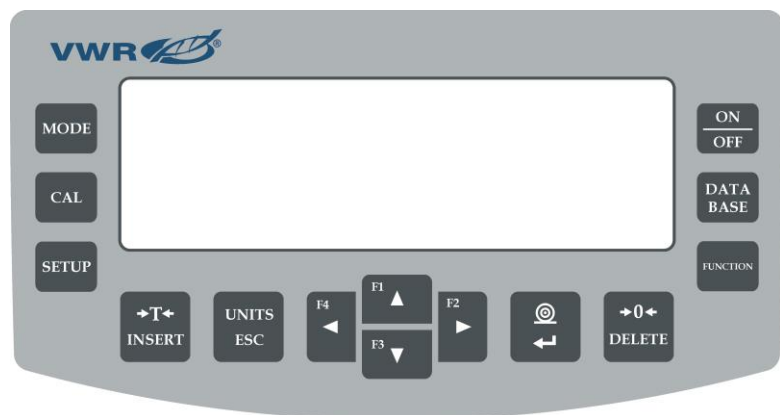 VWR®
MODE
ON
OFF
CAL
DATA
BASE
SETUP
FUNCTION
→T←
INSERT
UNITS
ESC
F4
F1
F3
F2
→0←
DELETE